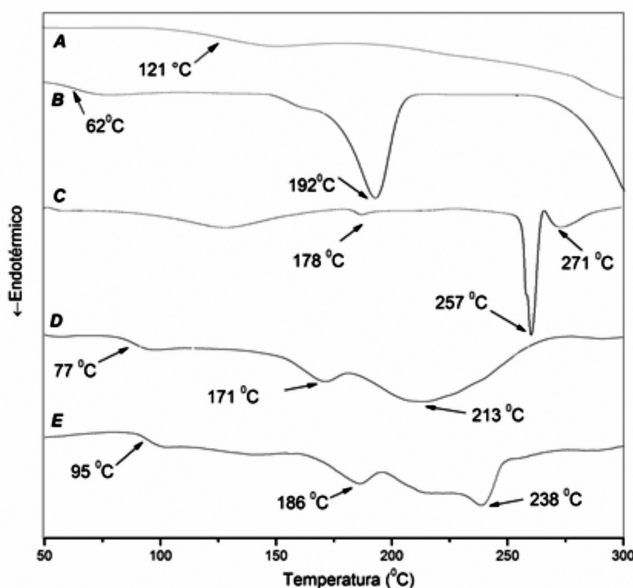 A
121 °C
B
62⁰C
192⁰C
C
178 ⁰C
271 ⁰C
257 ⁰C
←Endotérmico
D
77 ⁰C
171 ⁰C
213 ⁰C
E
95 ⁰C
186 ⁰C
238 ⁰C
50 100 150 200 250 300
Temperatura (⁰C)